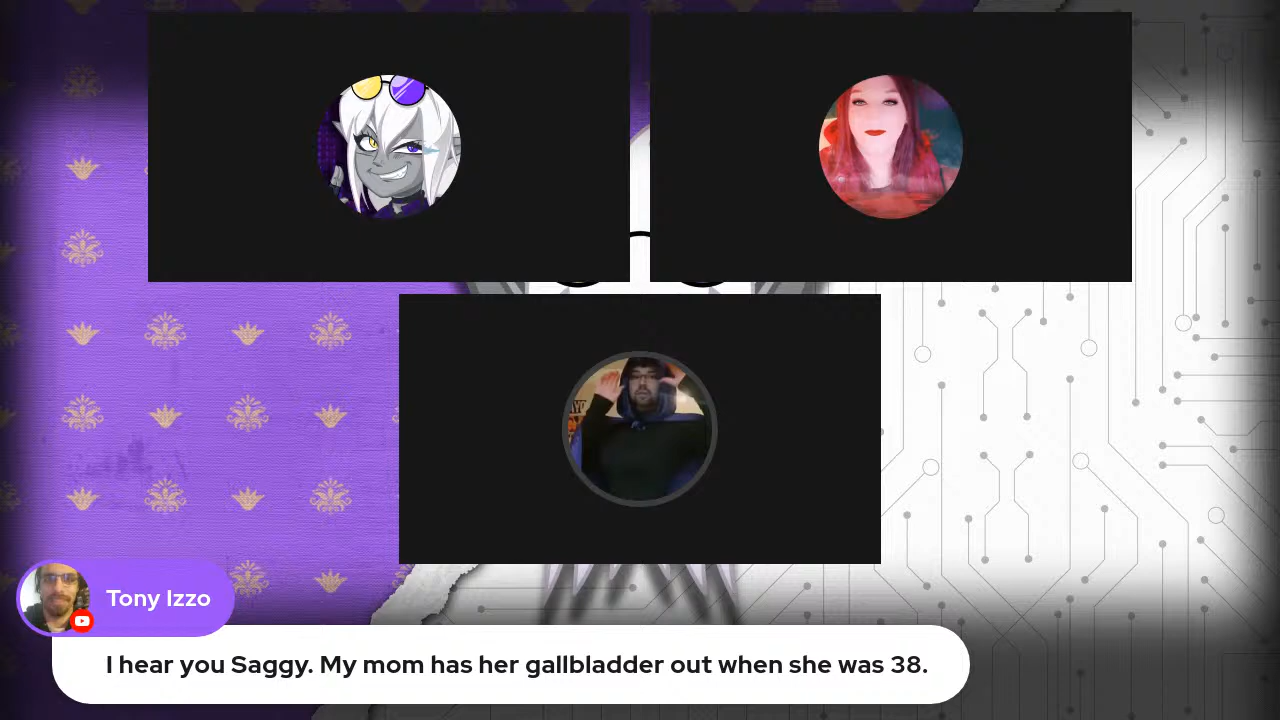 Tony Izzo
I hear you Saggy. My mom has her gallbladder out when she was 38.